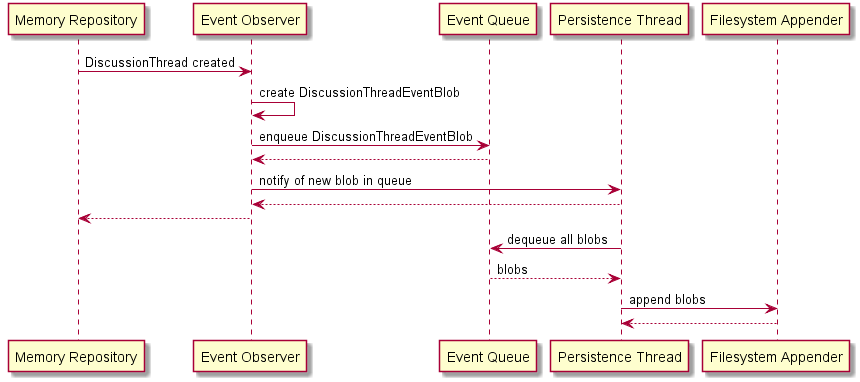 Memory Repository
Event Observer
Event Queue
Persistence Thread
Filesystem Appender
DiscussionThread created
create DiscussionThreadEventBlob
enqueue DiscussionThreadEventBlob
notify of new blob in queue
dequeue all blobs
blobs
append blobs
Memory Repository
Event Observer
Event Queue
Persistence Thread
Filesystem Appender